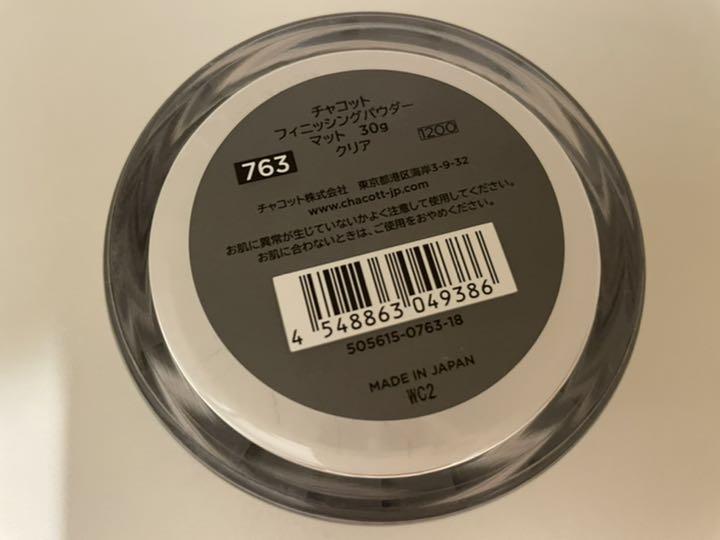 チャコット
フィニッシングパウダー
マット 30g
クリア
1200
763
チャコット株式会社 東京都港区海岸3-9-32
www.chacott-jp.com
お肌に異常が生じていないかよく注意して使用してください。
お肌に合わないときは、ご使用をおやめください。
4 548863 049386
505615-0763-18
MADE IN JAPAN
WC2